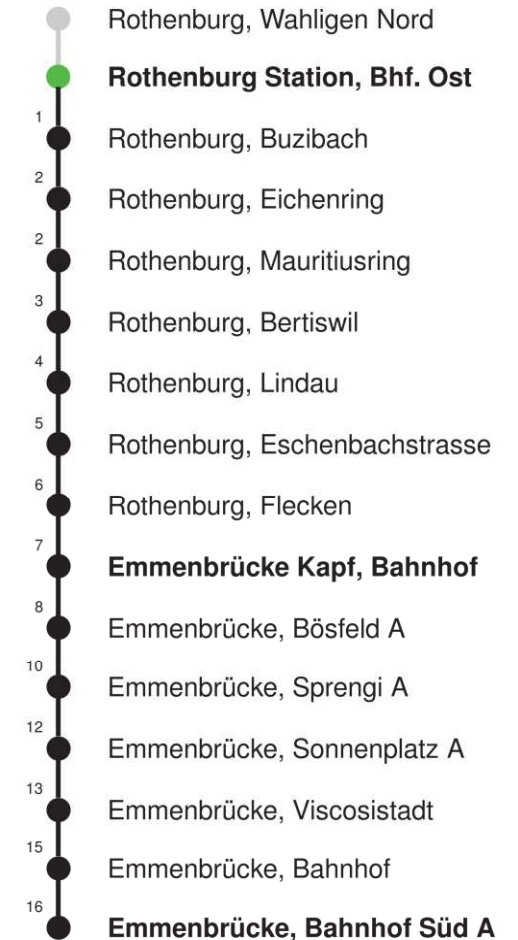 Rothenburg, Wahligen Nord
Rothenburg Station, Bhf. Ost
1 Rothenburg, Buzibach
2 Rothenburg, Eichenring
2 Rothenburg, Mauritiusring
3 Rothenburg, Bertiswil
4 Rothenburg, Lindau
5 Rothenburg, Eschenbachstrasse
6 Rothenburg, Flecken
7 Emmenbrücke Kapf, Bahnhof
8 Emmenbrücke, Bösfeld A
10 Emmenbrücke, Sprengi A
12 Emmenbrücke, Sonnenplatz A
13 Emmenbrücke, Viscosistadt
15 Emmenbrücke, Bahnhof
16 Emmenbrücke, Bahnhof Süd A